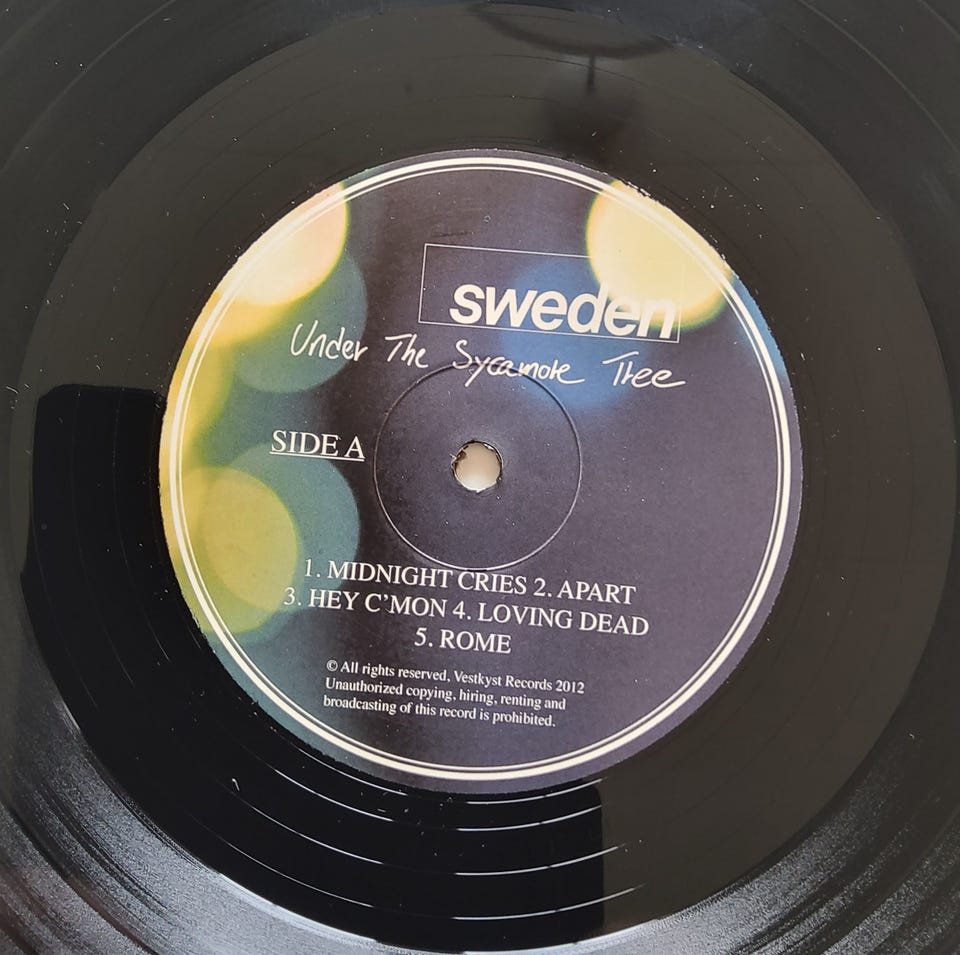 sweden
Under The Sycamore Tree
SIDE A
1. MIDNIGHT CRIES 2. APART
3. HEY C’MON 4. LOVING DEAD
5. ROME
© All rights reserved, Vestkyst Records 2012
Unauthorized copying, hiring, renting and
broadcasting of this record is prohibited.